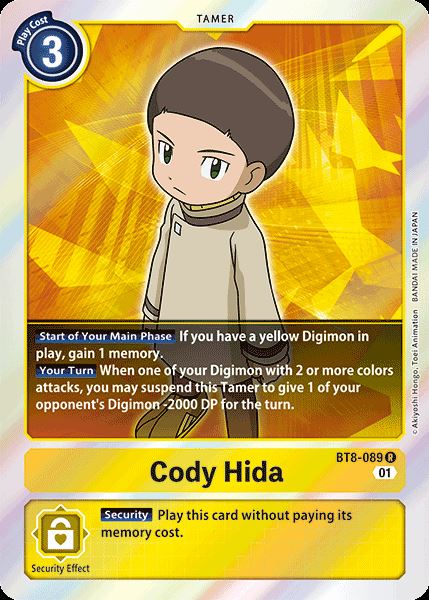 Play Cost
3
TAMER
Start of Your Main Phase If you have a yellow Digimon in
play, gain 1 memory.
Your Turn When one of your Digimon with 2 or more colors
attacks, you may suspend this Tamer to give 1 of your
opponent's Digimon -2000 DP for the turn.
©Akiyoshi Hongo, Toei Animation BANDAI MADE IN JAPAN
BT8-089 R
01
Cody Hida
Security Play this card without paying its
memory cost.
Security Effect